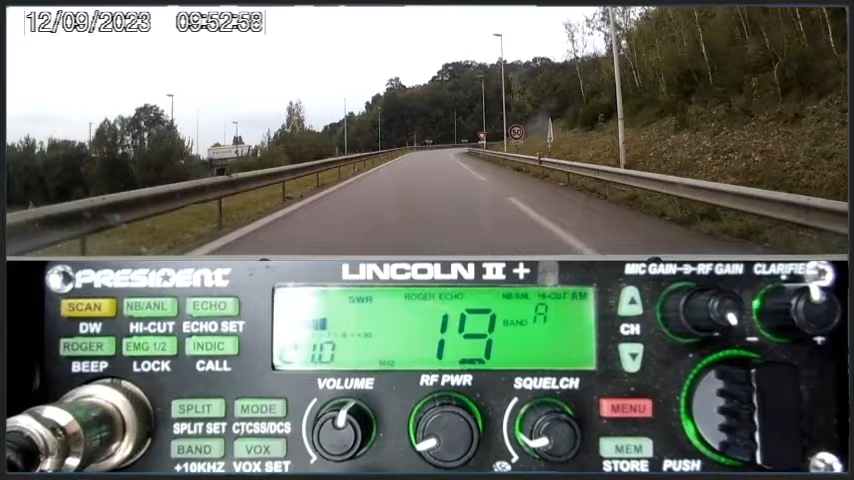 12/09/2023 09:52:58
50
PRESIDENT
LINCOLN II +
MIC GAIN RF GAIN CLARIFIER
SCAN NB/ANL ECHO
DW HI-CUT ECHO SET
ROGER EMG 1/2 INDIC
BEEP LOCK CALL
SWR ROGER ECHO NB/ANL HI-CUT AM
19 BAND A
MHZ
CH
VOLUME RF PWR SQUELCH
SPLIT MODE
SPLIT SET CTCSS/DCS
BAND VOX
+10KHZ VOX SET
MENU
MEM
STORE PUSH